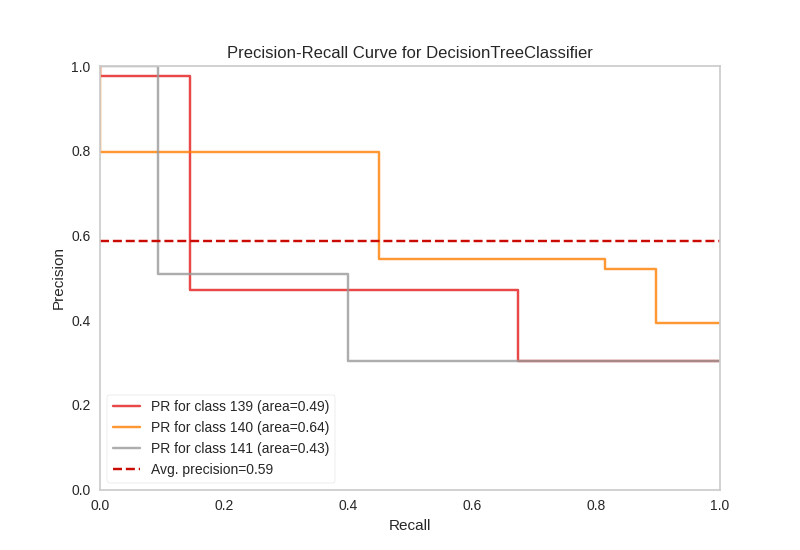 Precision-Recall Curve for DecisionTreeClassifier
1.0
0.8
0.6
0.4
0.2
0.0
Precision
PR for class 139 (area=0.49)
PR for class 140 (area=0.64)
PR for class 141 (area=0.43)
Avg. precision=0.59
0.0 0.2 0.4 0.6 0.8 1.0
Recall